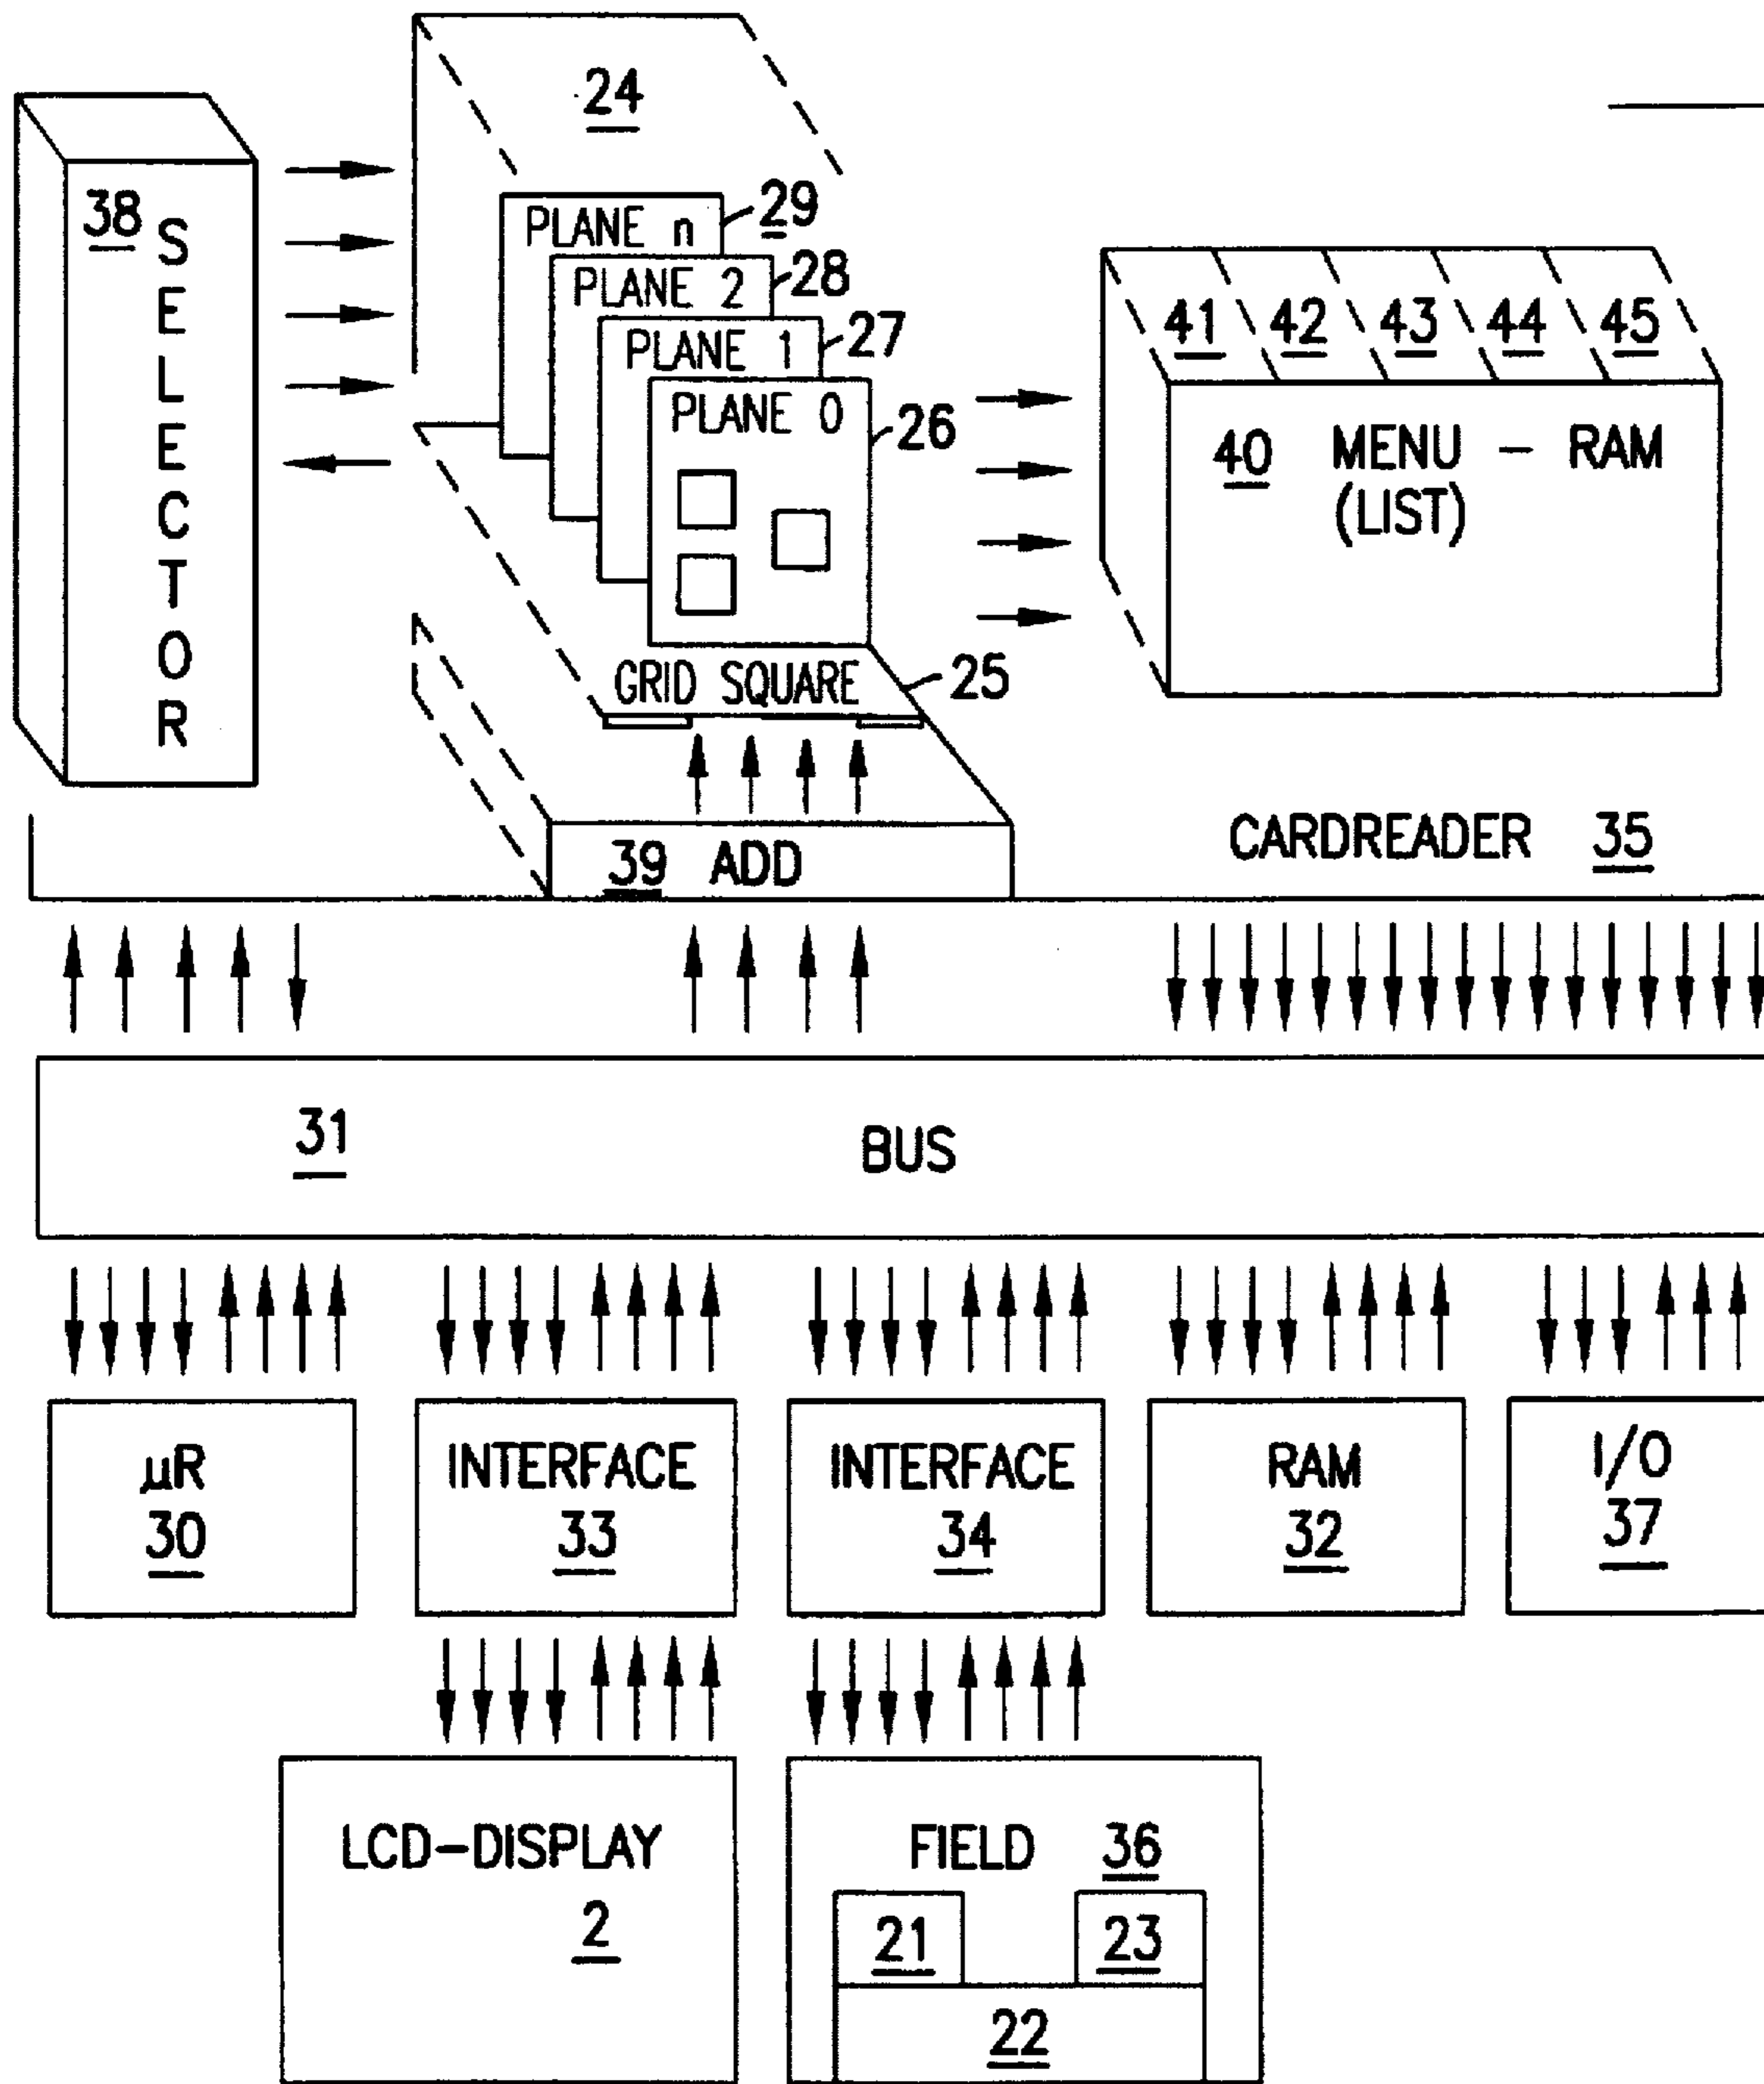 24
38
SELECTOR
PLANE n
29
PLANE 2
28
PLANE 1
27
PLANE 0
26
41 42 43 44 45
40 MENU - RAM
(LIST)
GRID SQUARE
25
39 ADD
CARDREADER 35
31 BUS
µR
30
INTERFACE
33
INTERFACE
34
RAM
32
I/O
37
LCD-DISPLAY
2
FIELD 36
21 23
22